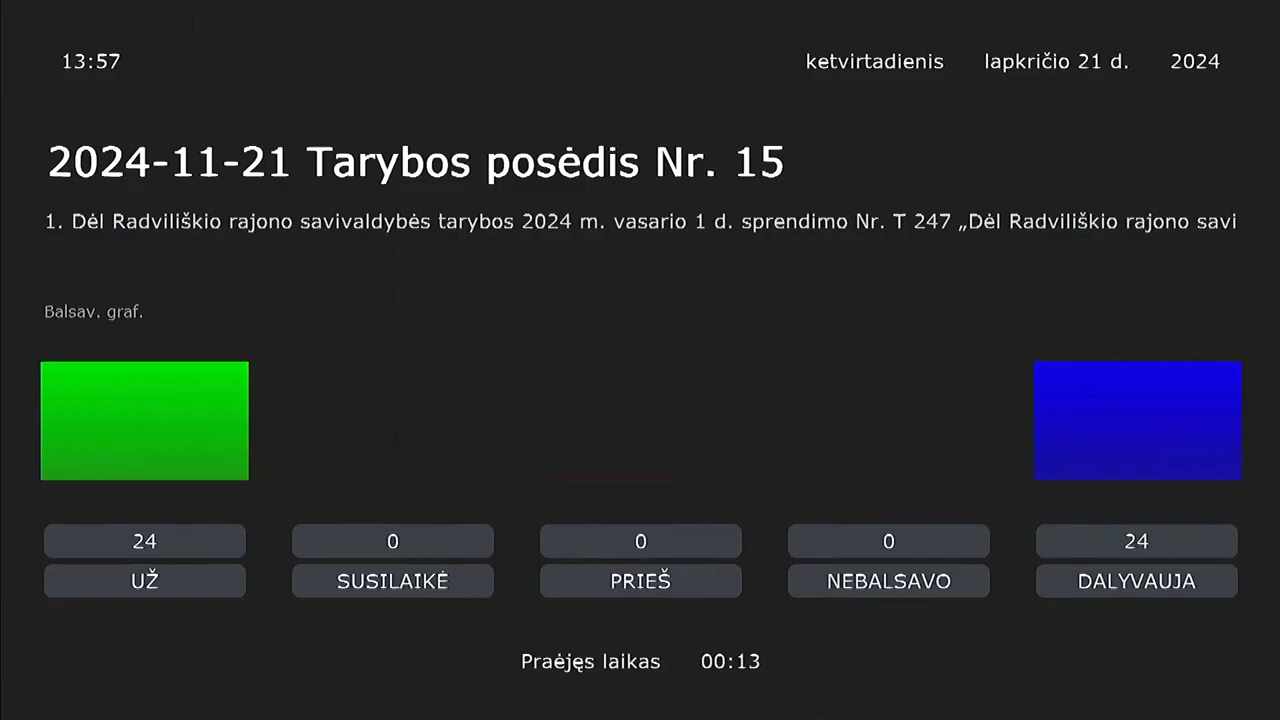 13:57 ketvirtadienis lapkričio 21 d. 2024
2024-11-21 Tarybos posėdis Nr. 15
1. Dėl Radviliškio rajono savivaldybės tarybos 2024 m. vasario 1 d. sprendimo Nr. T 247 „Dėl Radviliškio rajono savi
Balsav. graf.
24 0 0 0 24
UŽ SUSILAIKĖ PRIEŠ NEBALSAVO DALYVAUJA
Praėjęs laikas 00:13